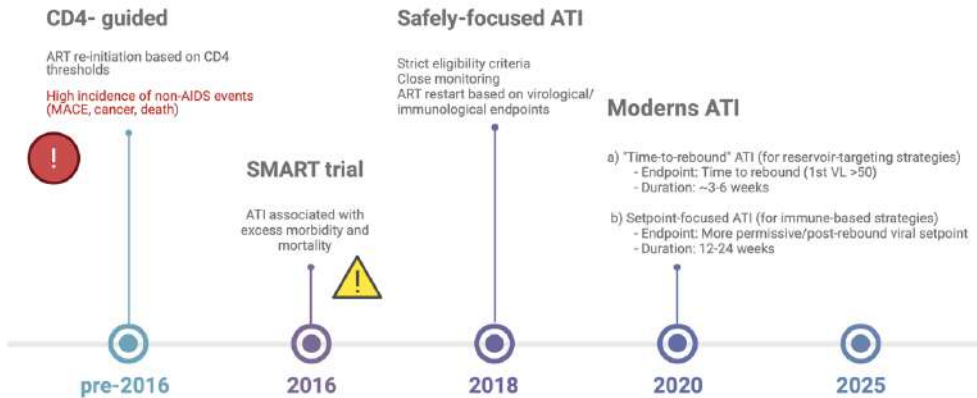 CD4- guided
ART re-initiation based on CD4
thresholds
High incidence of non-AIDS events
(MACE, cancer, death)
!
SMART trial
ATI associated with
excess morbidity and
mortality
!
Safely-focused ATI
Strict eligibility criteria
Close monitoring
ART restart based on virological/
immunological endpoints
Moderns ATI
a) "Time-to-rebound" ATI (for reservoir-targeting strategies)
- Endpoint: Time to rebound (1st VL >50)
- Duration: ~3-6 weeks
b) Setpoint-focused ATI (for immune-based strategies)
- Endpoint: More permissive/post-rebound viral setpoint
- Duration: 12-24 weeks
pre-2016
2016
2018
2020
2025